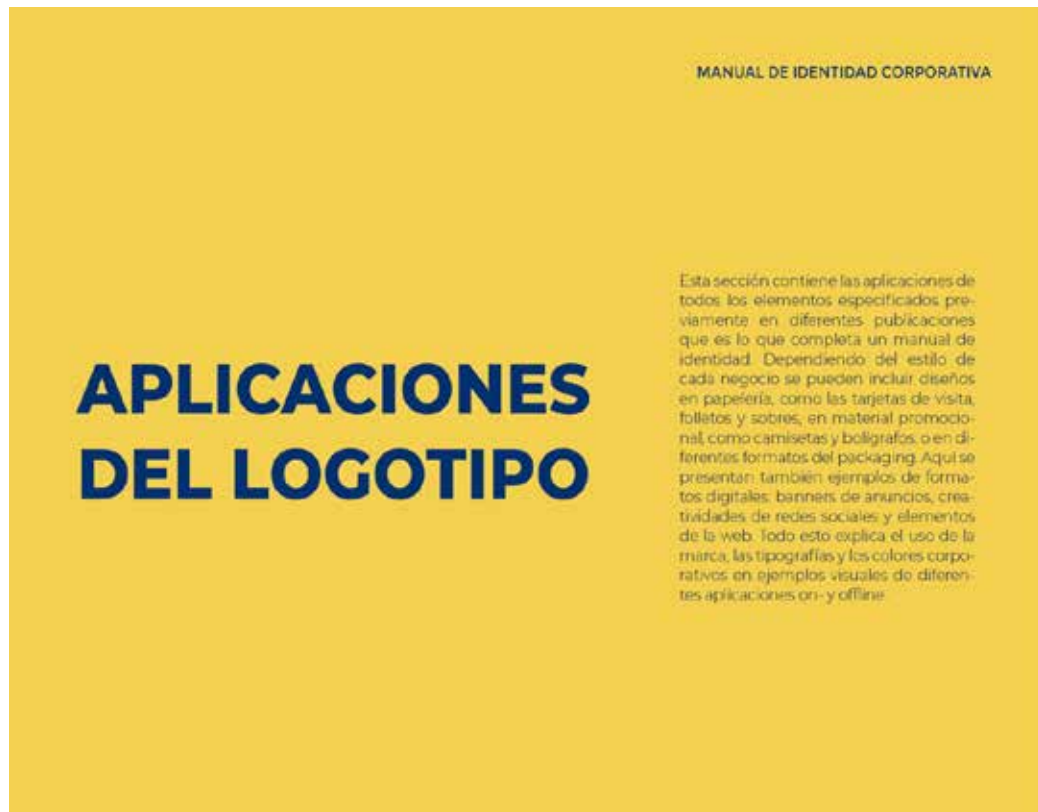 MANUAL DE IDENTIDAD CORPORATIVA
APLICACIONES
DEL LOGOTIPO
Esta sección contiene las aplicaciones de
todos los elementos especificados pre-
viamente en diferentes publicaciones
que es lo que completa un manual de
identidad. Dependiendo del estilo de
cada negocio se pueden incluir diseños
en papelería, como las tarjetas de visita,
folletos y sobres, en material promocio-
nal, como camisetas y bolígrafos, o en di-
ferentes formatos del packaging. Aquí se
presentan también ejemplos de forma-
tos digitales: banners de anuncios, crea-
tividades de redes sociales y elementos
de la web. Todo esto explica el uso de la
marca, las tipografías y los colores corpo-
rativos en ejemplos visuales de diferen-
tes aplicaciones on- y offline